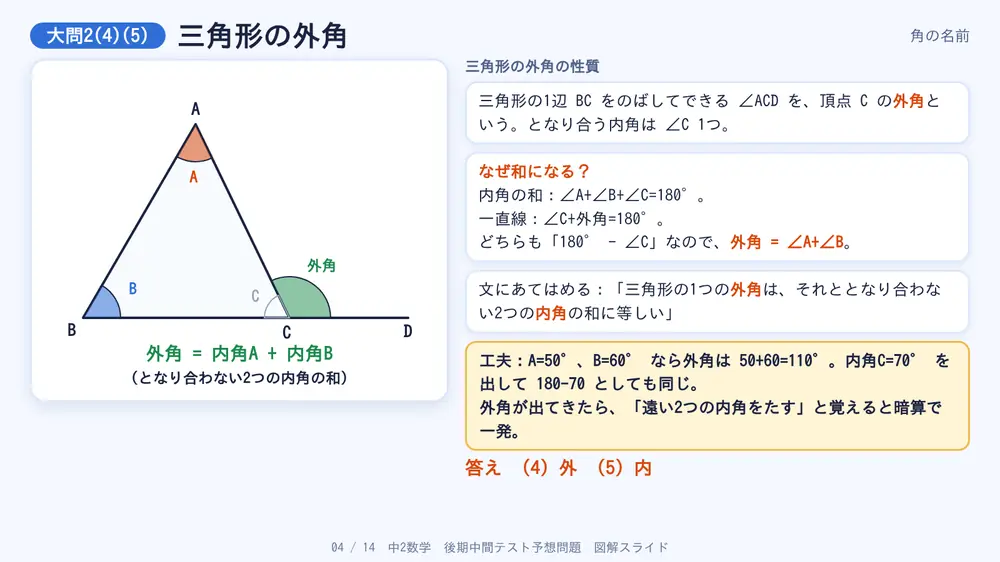 大問2(4)(5)
三角形の外角
角の名前
A
A
B
外角
C
B
C
D
外角 = 内角A + 内角B
(となり合わない2つの内角の和)
三角形の外角の性質
三角形の1辺 BC をのばしてできる ∠ACD を、頂点 C の外角と
いう。となり合う内角は ∠C 1つ。
なぜ和になる?
内角の和:∠A+∠B+∠C=180°。
一直線:∠C+外角=180°。
どちらも「180° − ∠C」なので、外角 = ∠A+∠B。
文にあてはめる:「三角形の1つの外角は、それととなり合わな
い2つの内角の和に等しい」
工夫:A=50°、B=60° なら外角は 50+60=110°。内角C=70° を
出して 180−70 としても同じ。
外角が出てきたら、「遠い2つの内角をたす」と覚えると暗算で
一発。
答え (4) 外 (5) 内
04 / 14 中2数学 後期中間テスト予想問題 図解スライド